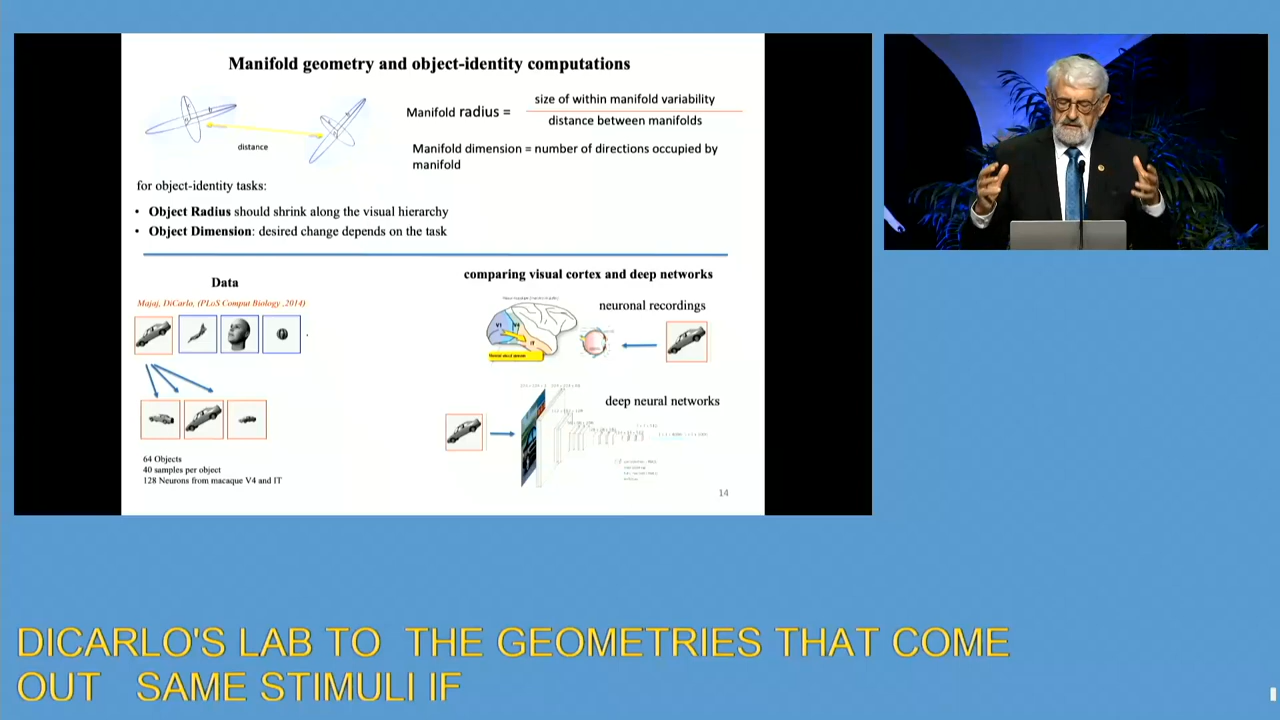 Manifold geometry and object-identity computations
distance
Manifold radius =
size of within manifold variability
distance between manifolds
Manifold dimension = number of directions occupied by
manifold
for object-identity tasks:
• Object Radius should shrink along the visual hierarchy
• Object Dimension: desired change depends on the task
Data
Majaj, DiCarlo, (PLoS Comput Biology ,2014)
64 Objects
40 samples per object
128 Neurons from macaque V4 and IT
comparing visual cortex and deep networks
neuronal recordings
V1
IT
deep neural networks
14
DICARLO'S LAB TO THE GEOMETRIES THAT COME
OUT SAME STIMULI IF